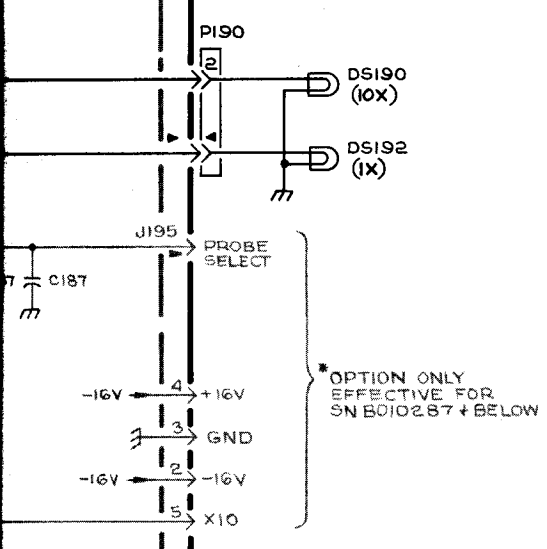 P190
2
DS190
(10X)
DS192
(1X)
J195
PROBE
SELECT
C187
*OPTION ONLY
EFFECTIVE FOR
SN B010287 & BELOW
-16V 4 +16V
3 GND
-16V 2 -16V
5 X10